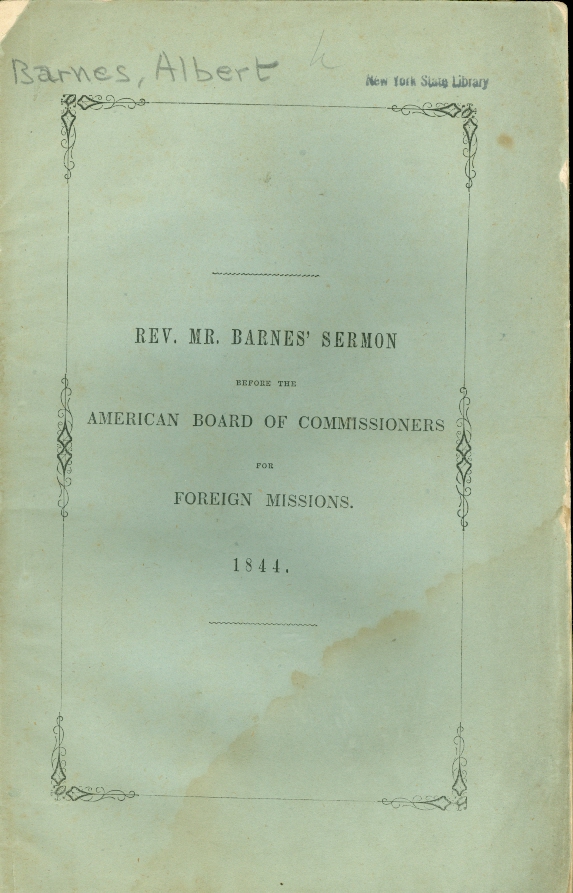 Barnes, Albert
New York State Library
REV. MR. BARNES' SERMON
BEFORE THE
AMERICAN BOARD OF COMMISSIONERS
FOR
FOREIGN MISSIONS.
1844.